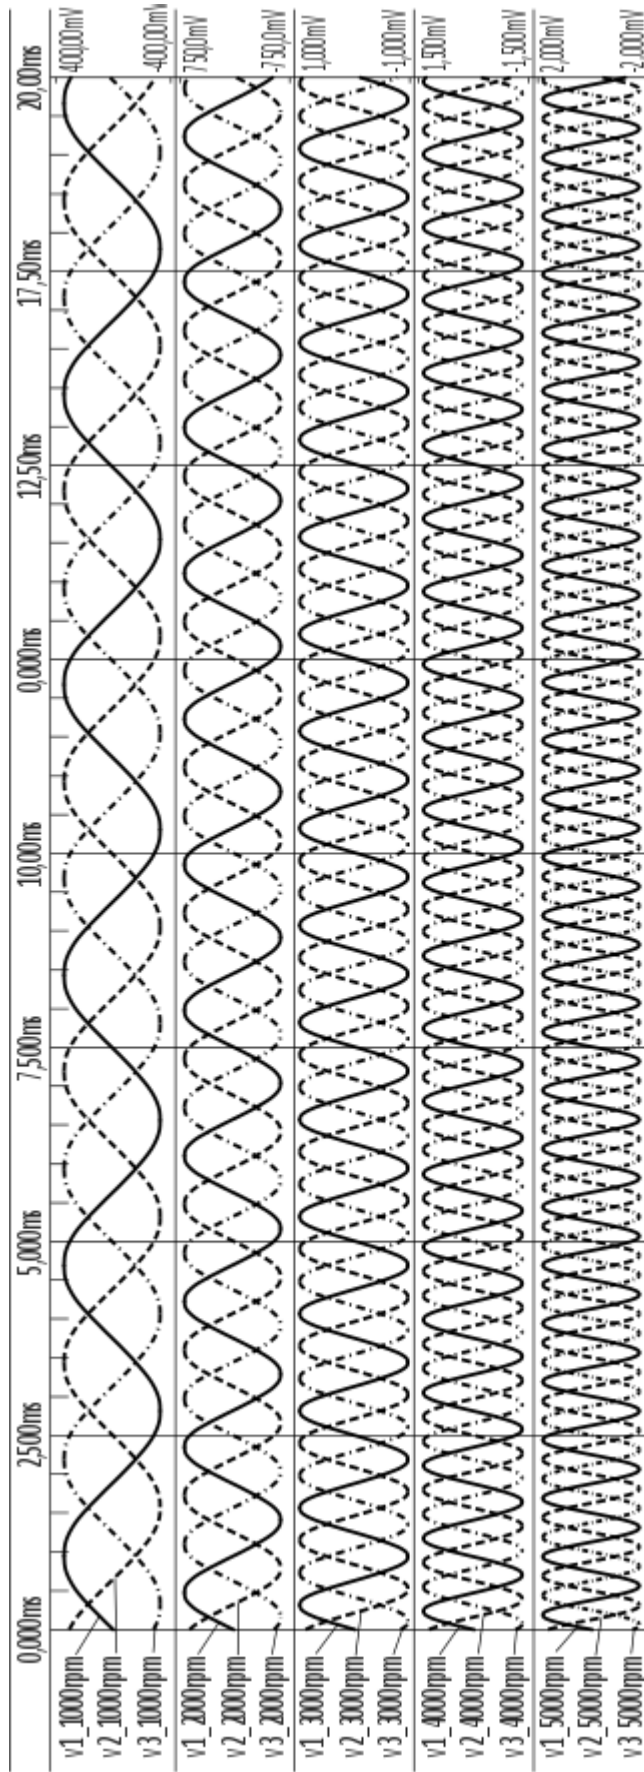 0,000ms 2,500ms 5,000ms 7,500ms 10,00ms 0,000ms 12,50ms 17,50ms 20,00ms
v1_1000rpm 400,00mV
v2_1000rpm
v3_1000rpm -400,00mV
v1_2000rpm 750,0mV
v2_2000rpm
v3_2000rpm -750,0mV
v1_3000rpm 1,000mV
v2_3000rpm
v3_3000rpm -1,000mV
v1_4000rpm 1,500mV
v2_4000rpm
v3_4000rpm -1,500mV
v1_5000rpm 2,000mV
v2_5000rpm
v3_5000rpm -2,000mV